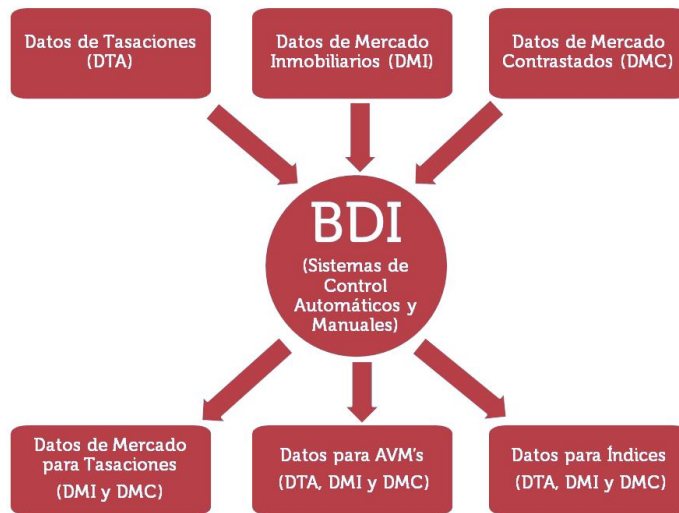 Datos de Tasaciones
(DTA)
Datos de Mercado
Inmobiliarios (DMI)
Datos de Mercado
Contrastados (DMC)
BDI
(Sistemas de
Control
Automáticos y
Manuales)
Datos de Mercado
para Tasaciones
(DMI y DMC)
Datos para AVM's
(DTA, DMI y DMC)
Datos para Índices
(DTA, DMI y DMC)